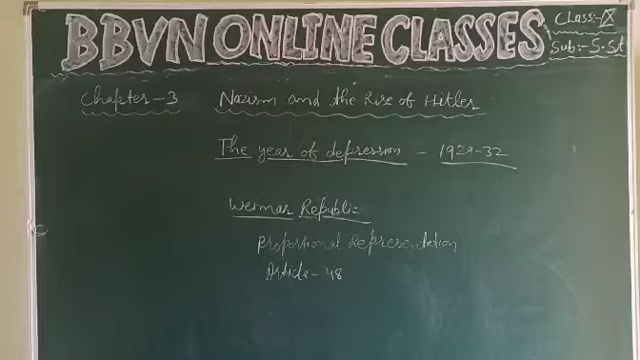 BBVN ONLINE CLASSES
Class:-IX
Sub:- S.St
Chapter-3 Nazism and the Rise of Hitler
The year of depression - 1929-32
Weimar Republic
Proportional Representation
Article - 48